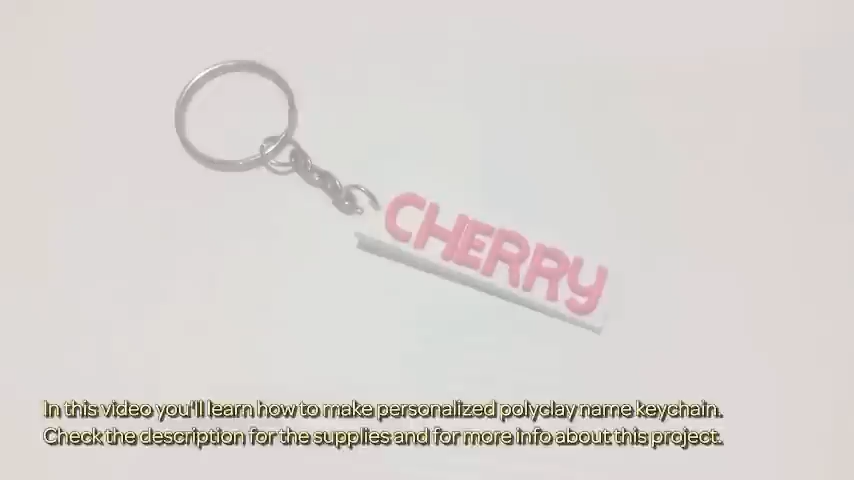 CHERRY
In this video you'll learn how to make personalized polyclay name keychain.
Check the description for the supplies and for more info about this project.